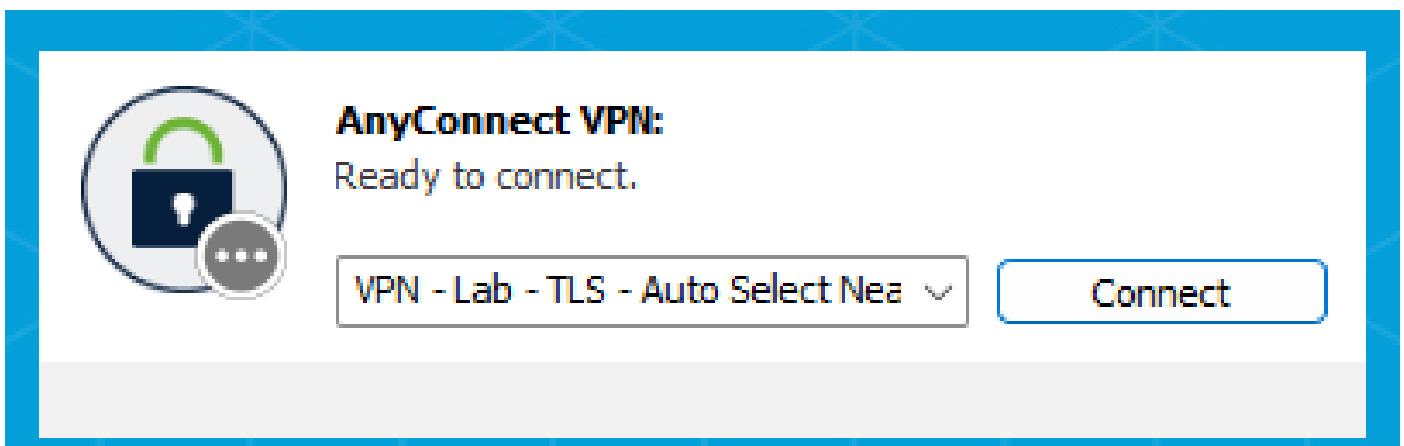 AnyConnect VPN:
Ready to connect.
VPN - Lab - TLS - Auto Select Nea
Connect